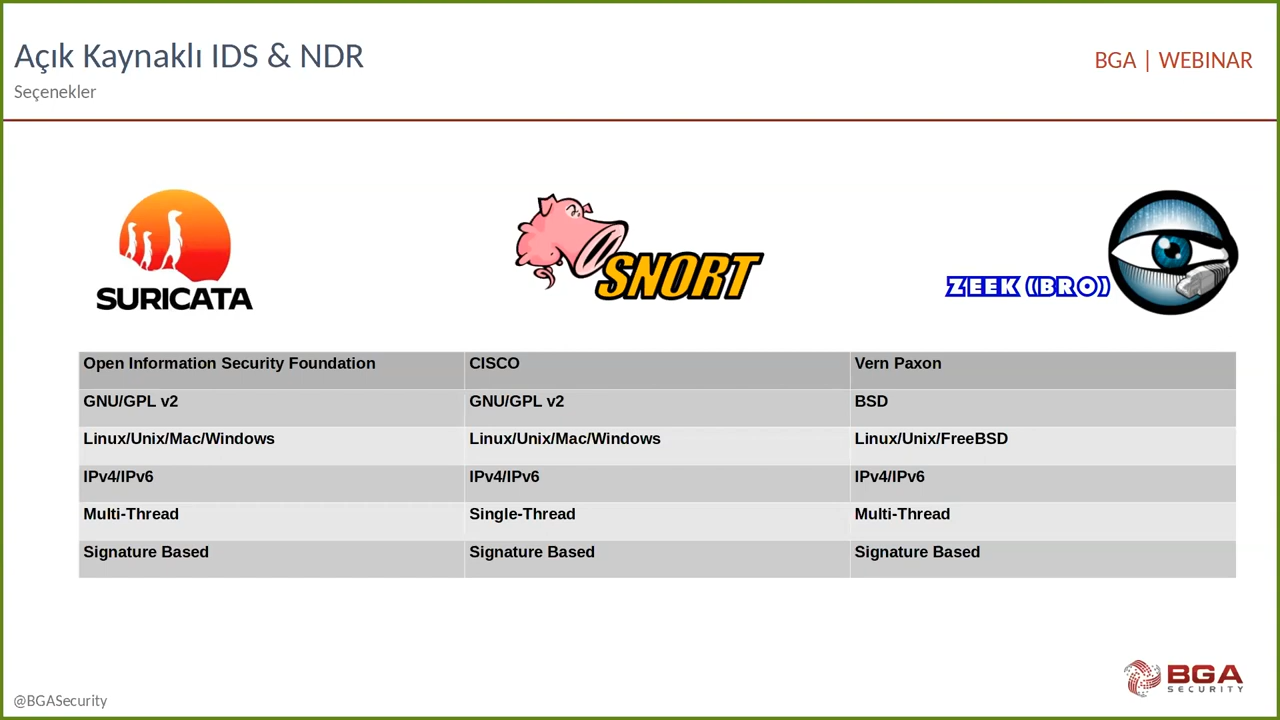 Açık Kaynaklı IDS & NDR
BGA | WEBINAR
Seçenekler
SURICATA
SNORT
ZEEK (BRO)
Open Information Security Foundation CISCO Vern Paxon
GNU/GPL v2 GNU/GPL v2 BSD
Linux/Unix/Mac/Windows Linux/Unix/Mac/Windows Linux/Unix/FreeBSD
IPv4/IPv6 IPv4/IPv6 IPv4/IPv6
Multi-Thread Single-Thread Multi-Thread
Signature Based Signature Based Signature Based
BGA
SECURITY
@BGASecurity